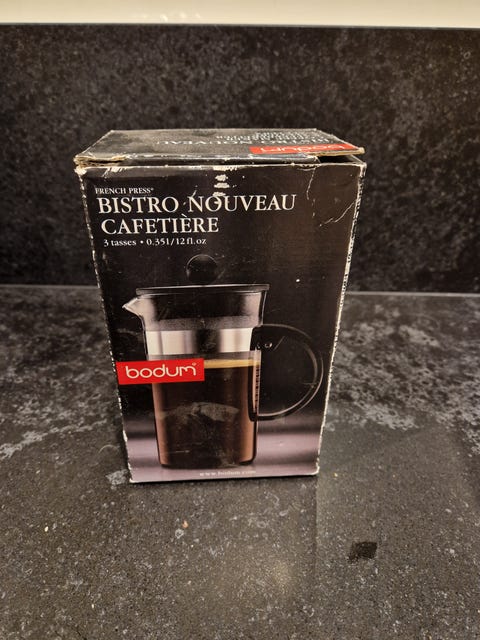 bodum
FRENCH PRESS®
BISTRO NOUVEAU
CAFETIÈRE
3 tasses • 0.35l/12fl.oz
bodum®
www.bodum.com